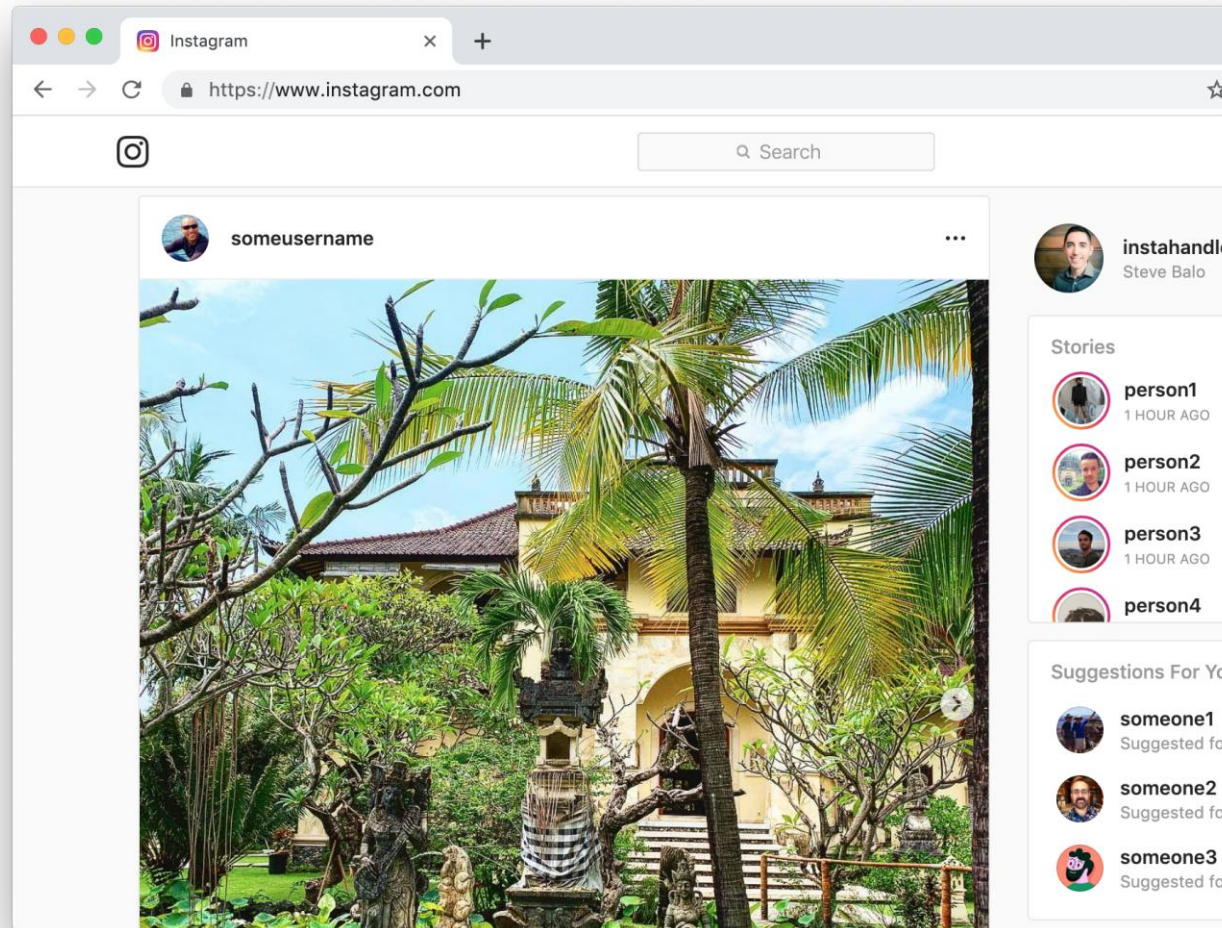 Instagram
https://www.instagram.com
Search
someusername
instahandle
Steve Balo
Stories
person1
1 HOUR AGO
person2
1 HOUR AGO
person3
1 HOUR AGO
person4
Suggestions For Yo
someone1
Suggested fo
someone2
Suggested fo
someone3
Suggested fo